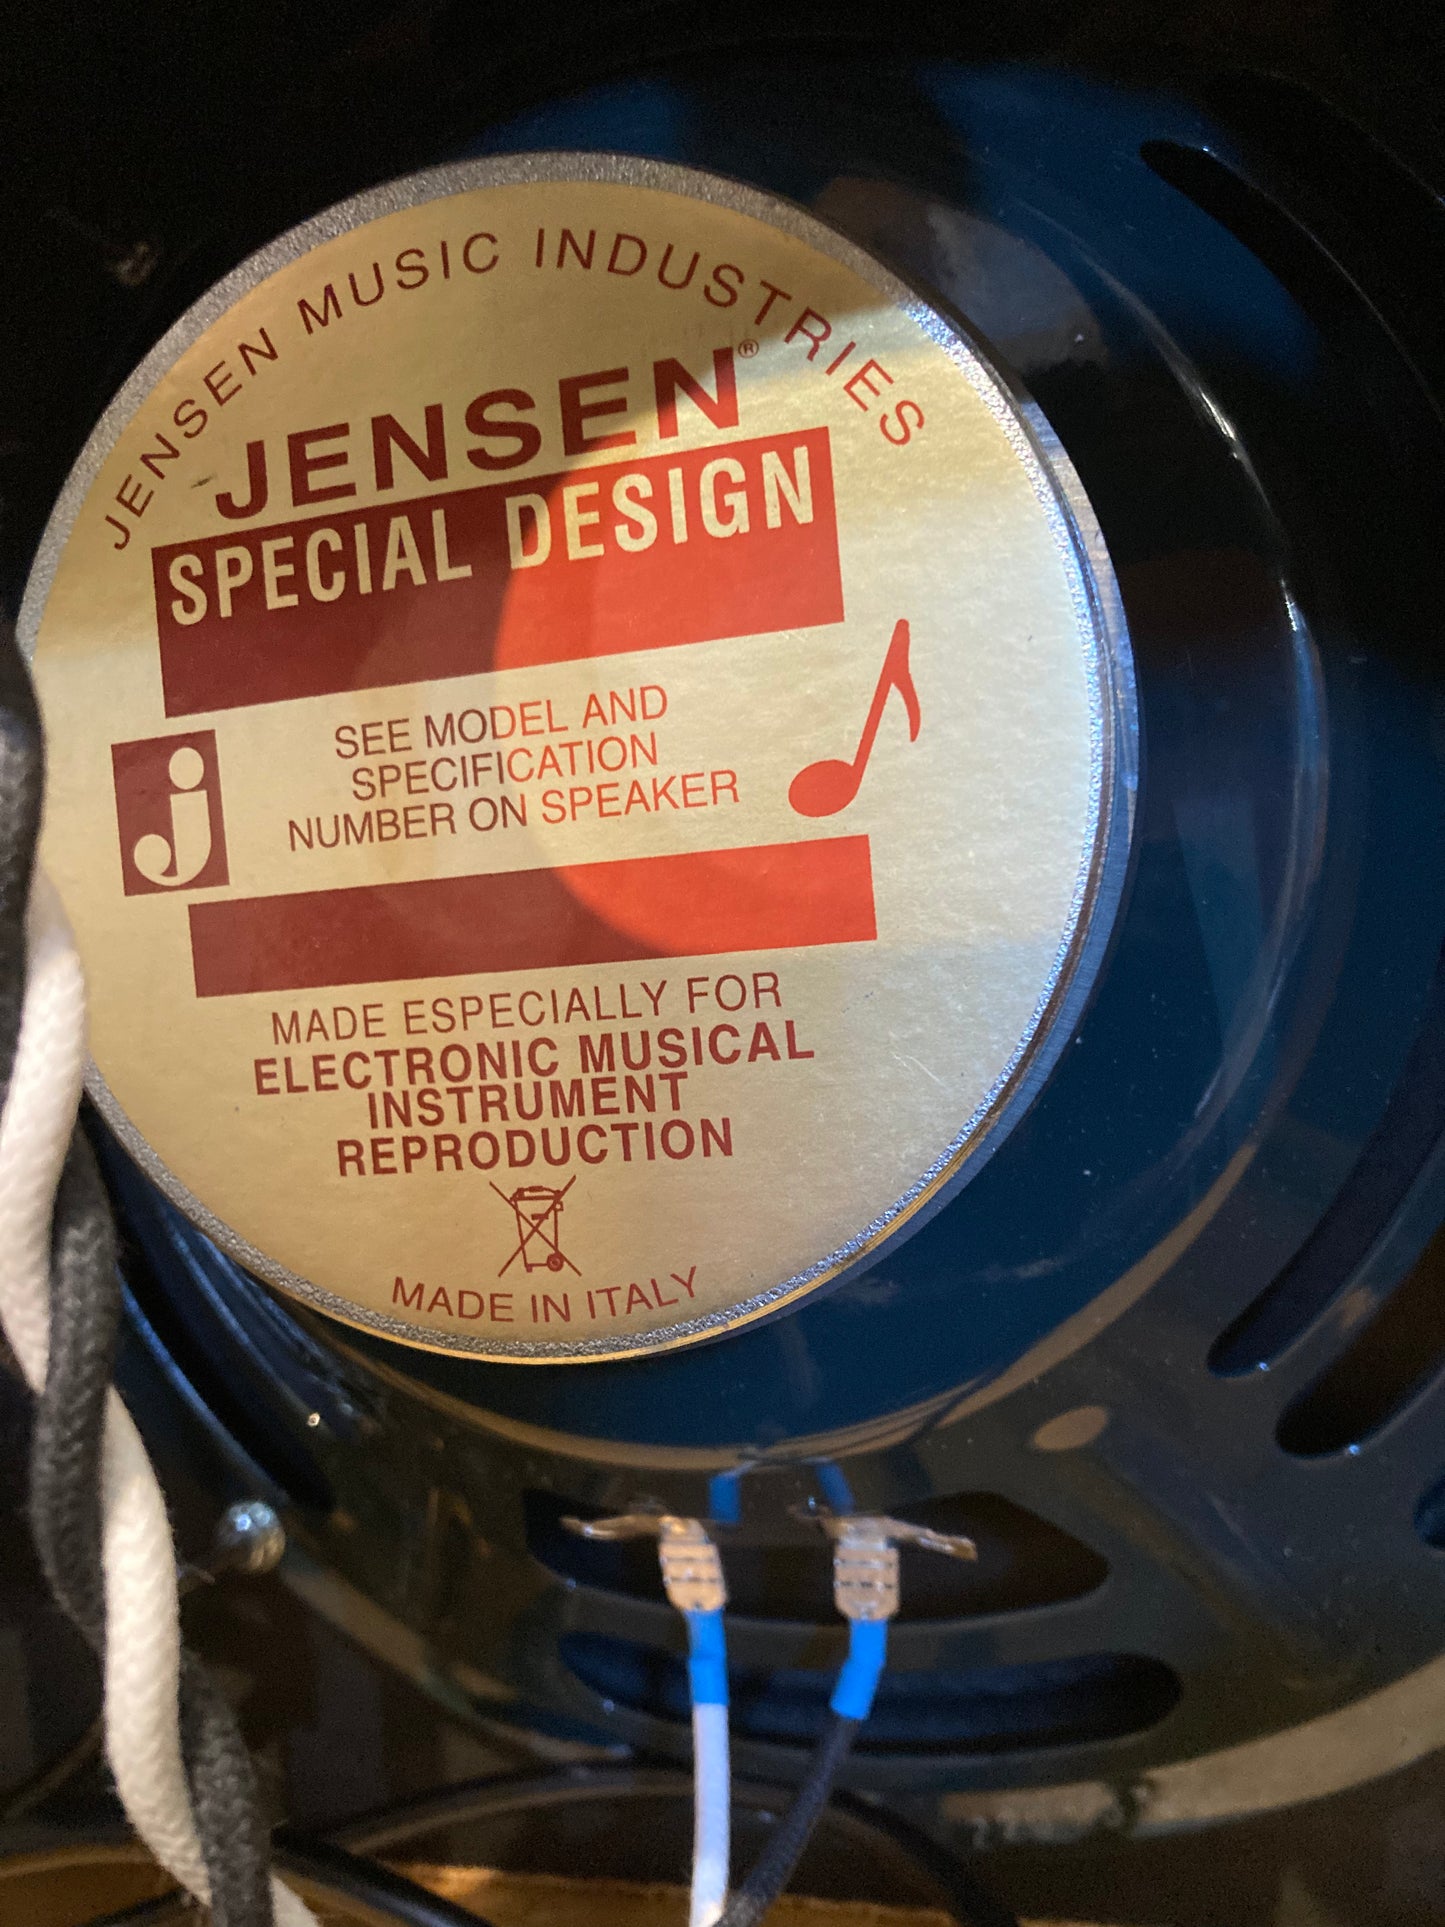 JENSEN MUSIC INDUSTRIES
JENSEN®
SPECIAL DESIGN
SEE MODEL AND
SPECIFICATION
NUMBER ON SPEAKER
j
MADE ESPECIALLY FOR
ELECTRONIC MUSICAL
INSTRUMENT
REPRODUCTION
MADE IN ITALY